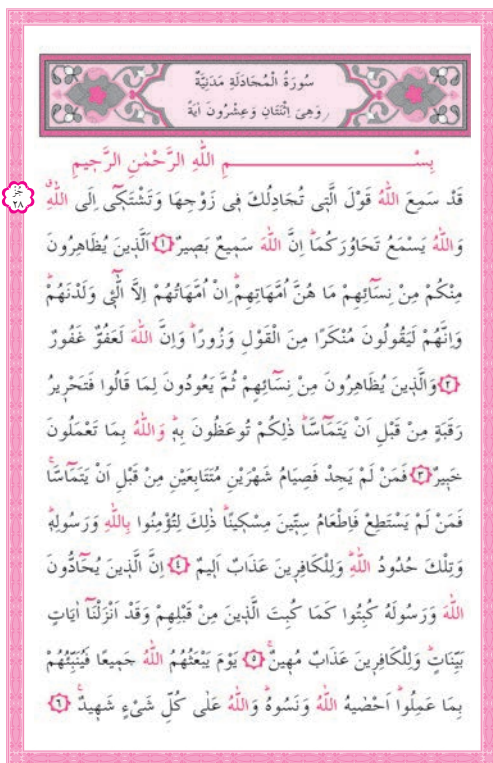 سُورَةُ الْمُجَادَلَةِ مَدَنِيَّةٌ
وَهِىَ اثْنَتَانِ وَعِشْرُونَ اٰيَةً
بِسْــــــــــــــــــمِ اللّٰهِ الرَّحْمٰنِ الرَّحٖيمِ
جُزْء ٢٨
قَدْ سَمِعَ اللّٰهُ قَوْلَ الَّتٖى تُجَادِلُكَ فٖى زَوْجِهَا وَتَشْتَكٖٓى اِلَى اللّٰهِۗ
وَاللّٰهُ يَسْمَعُ تَحَاوُرَكُمَاۜ اِنَّ اللّٰهَ سَمٖيعٌ بَصٖيرٌ ﴿١﴾ اَلَّذٖينَ يُظَاهِرُونَ
مِنْكُمْ مِنْ نِسَٓائِهِمْ مَا هُنَّ اُمَّهَاتِهِمْۜ اِنْ اُمَّهَاتُهُمْ اِلَّا الّٰٓئٖ وَلَدْنَهُمْۜ
وَاِنَّهُمْ لَيَقُولُونَ مُنْكَرًا مِنَ الْقَوْلِ وَزُورًاۜ وَاِنَّ اللّٰهَ لَعَفُوٌّ غَفُورٌ
﴿٢﴾ وَالَّذٖينَ يُظَاهِرُونَ مِنْ نِسَٓائِهِمْ ثُمَّ يَعُودُونَ لِمَا قَالُوا فَتَحْرٖيرُ
رَقَبَةٍ مِنْ قَبْلِ اَنْ يَتَمَٓاسَّاۜ ذٰلِكُمْ تُوعَظُونَ بِهٖۜ وَاللّٰهُ بِمَا تَعْمَلُونَ
خَبٖيرٌ ﴿٣﴾ فَمَنْ لَمْ يَجِدْ فَصِيَامُ شَهْرَيْنِ مُتَتَابِعَيْنِ مِنْ قَبْلِ اَنْ يَتَمَٓاسَّاۚ
فَمَنْ لَمْ يَسْتَطِعْ فَاِطْعَامُ سِتّٖينَ مِسْكٖينًاۜ ذٰلِكَ لِتُؤْمِنُوا بِاللّٰهِ وَرَسُولِهٖۜ
وَتِلْكَ حُدُودُ اللّٰهِۜ وَلِلْكَافِرٖينَ عَذَابٌ اَلٖيمٌ ﴿٤﴾ اِنَّ الَّذٖينَ يُحَٓادُّونَ
اللّٰهَ وَرَسُولَهُ كُبِتُوا كَمَا كُبِتَ الَّذٖينَ مِنْ قَبْلِهِمْ وَقَدْ اَنْزَلْنَٓا اٰيَاتٍ
بَيِّنَاتٍۜ وَلِلْكَافِرٖينَ عَذَابٌ مُهٖينٌۚ ﴿٥﴾ يَوْمَ يَبْعَثُهُمُ اللّٰهُ جَمٖيعًا فَيُنَبِّئُهُمْ
بِمَا عَمِلُواۜ اَحْصٰيهُ اللّٰهُ وَنَسُوهُۜ وَاللّٰهُ عَلٰى كُلِّ شَىْءٍ شَهٖيدٌۚ ﴿٦﴾